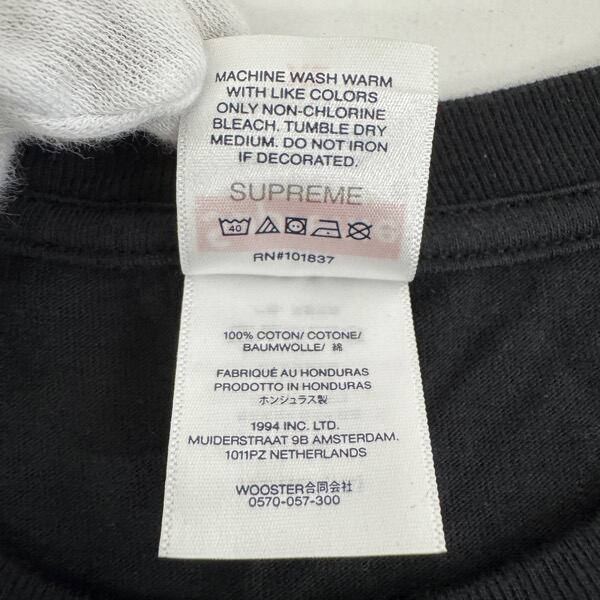 MACHINE WASH WARM
WITH LIKE COLORS
ONLY NON-CHLORINE
BLEACH. TUMBLE DRY
MEDIUM. DO NOT IRON
IF DECORATED.
SUPREME
40
RN#101837
100% COTON/ COTONE/
BAUMWOLLE/ 綿
FABRIQUÉ AU HONDURAS
PRODOTTO IN HONDURAS
ホンジュラス製
1994 INC. LTD.
MUIDERSTRAAT 9B AMSTERDAM.
1011PZ NETHERLANDS
WOOSTER合同会社
0570-057-300